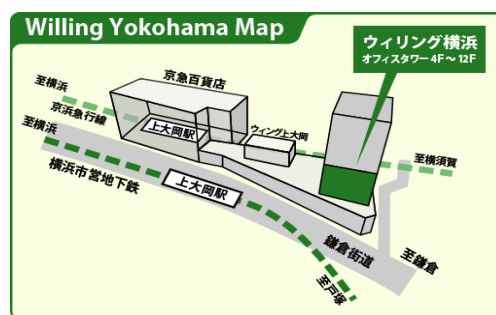 Willing Yokohama Map
ウィリング横浜
オフィスタワー 4F〜12F
京急百貨店
至横浜
京浜急行線
上大岡駅
ウィング上大岡
至横須賀
至横浜
横浜市営地下鉄
上大岡駅
鎌倉街道
至鎌倉
至戸塚